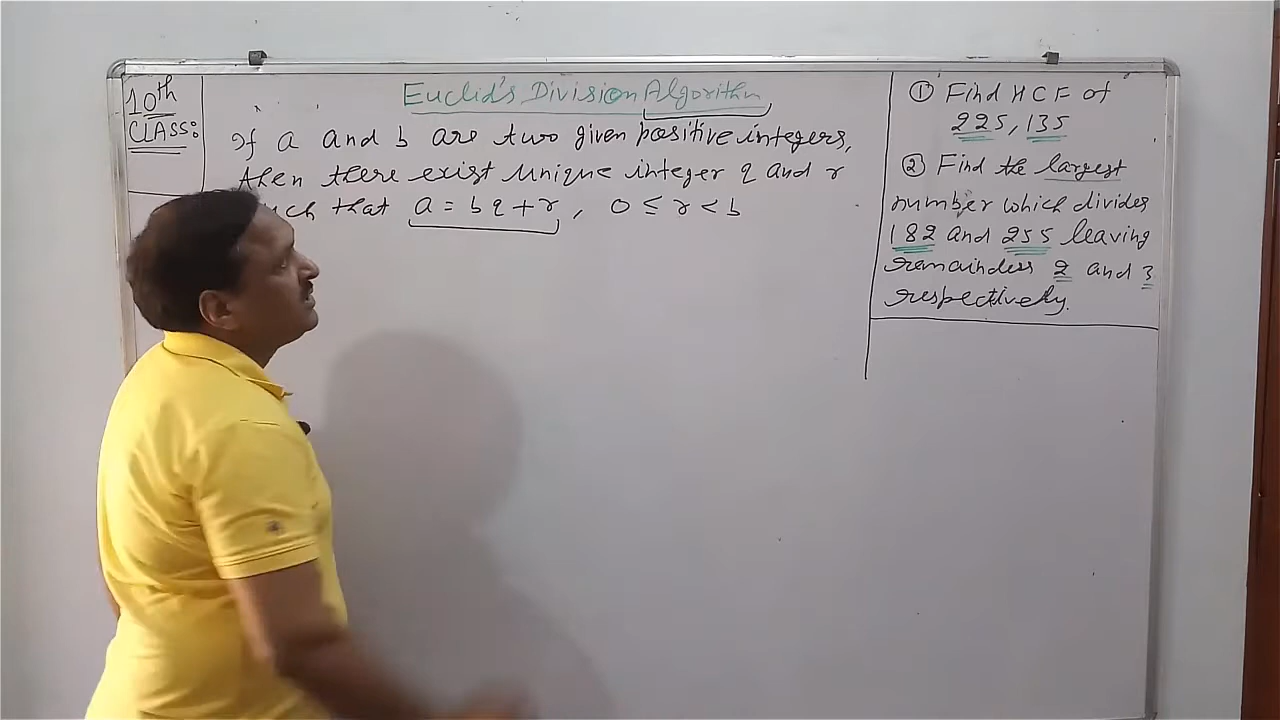 10th
CLASS:
Euclid's Division Algorithm
If a and b are two given positive integers,
then there exist unique integer q and r
that a = bq + r , 0 ≤ r < b
① Find HCF of
225, 135
② Find the largest
number which divides
182 and 255 leaving
remainders 2 and 3
respectively.